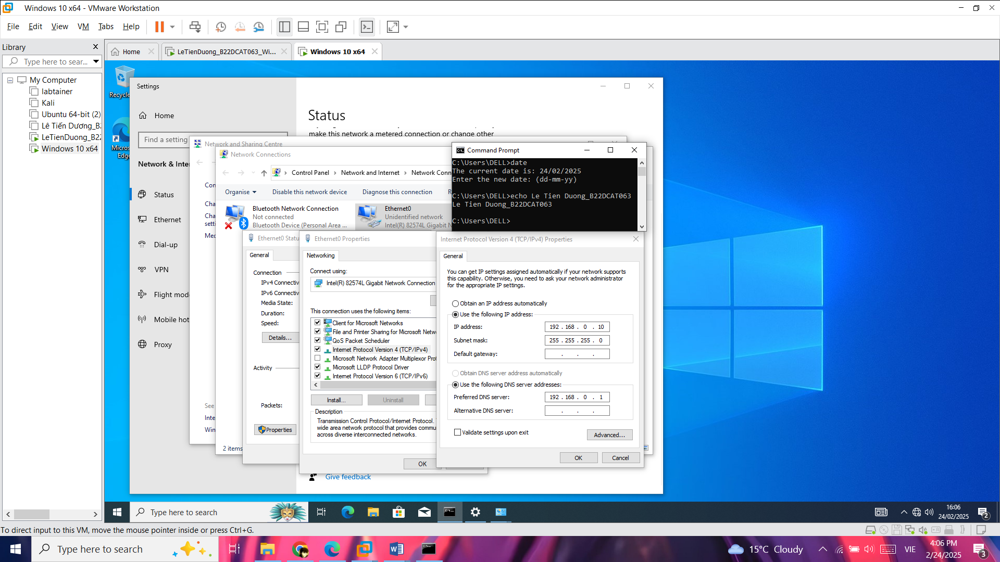 Windows 10 x64 - VMware Workstation
File Edit View VM Tabs Help
Library
Type here to sear...
My Computer
labtainer
Kali
Ubuntu 64-bit (2)
Lê Tiến Dương_B
LeTienDuong_B22
Windows 10 x64
Home
LeTienDuong_B22DCAT063_Wi...
Windows 10 x64
Recycle
Micros
Edge
Settings
Home
Find a setting
Network & Inter
Status
Ethernet
Dial-up
VPN
Flight mod
Mobile hot
Proxy
Status
make this network a metered connection or change other
Give feedback
Network and Sharing Centre
Con
Cha
Cha
sett
Mec
See
Inte
Win
Network Connections
Control Panel > Network and Internet > Network Conn
Organise Disable this network device Diagnose this connection R
Bluetooth Network Connection
Not connected
Bluetooth Device (Personal Area ...
Ethernet0
Unidentified network
Intel(R) 82574L Gigabit N
2 items
Command Prompt
C:\Users\DELL>date
The current date is: 24/02/2025
Enter the new date: (dd-mm-yy)
C:\Users\DELL>echo Le Tien Duong_B22DCAT063
Le Tien Duong_B22DCAT063
C:\Users\DELL>
Ethernet0 Statu
General
Connection
IPv4 Connectiv
IPv6 Connectiv
Media State:
Duration:
Speed:
Details...
Activity
Packets:
Properties
Ethernet0 Properties
Networking
Connect using:
Intel(R) 82574L Gigabit Network Connection
This connection uses the following items:
Client for Microsoft Networks
File and Printer Sharing for Microsoft Netw
QoS Packet Scheduler
Internet Protocol Version 4 (TCP/IPv4)
Microsoft Network Adapter Multiplexor Prot
Microsoft LLDP Protocol Driver
Internet Protocol Version 6 (TCP/IPv6)
Install... Uninstall
Description
Transmission Control Protocol/Internet Protocol.
wide area network protocol that provides commu
across diverse interconnected networks.
OK
Internet Protocol Version 4 (TCP/IPv4) Properties
General
You can get IP settings assigned automatically if your network supports
this capability. Otherwise, you need to ask your network administrator
for the appropriate IP settings.
Obtain an IP address automatically
Use the following IP address:
IP address: 192 . 168 . 0 . 10
Subnet mask: 255 . 255 . 255 . 0
Default gateway: . . .
Obtain DNS server address automatically
Use the following DNS server addresses:
Preferred DNS server: 192 . 168 . 0 . 1
Alternative DNS server: . . .
Validate settings upon exit
Advanced...
OK Cancel
Type here to search
16:06
24/02/2025
2
To direct input to this VM, move the mouse pointer inside or press Ctrl+G.
Type here to search
15°C Cloudy
VIE
4:06 PM
2/24/2025
3